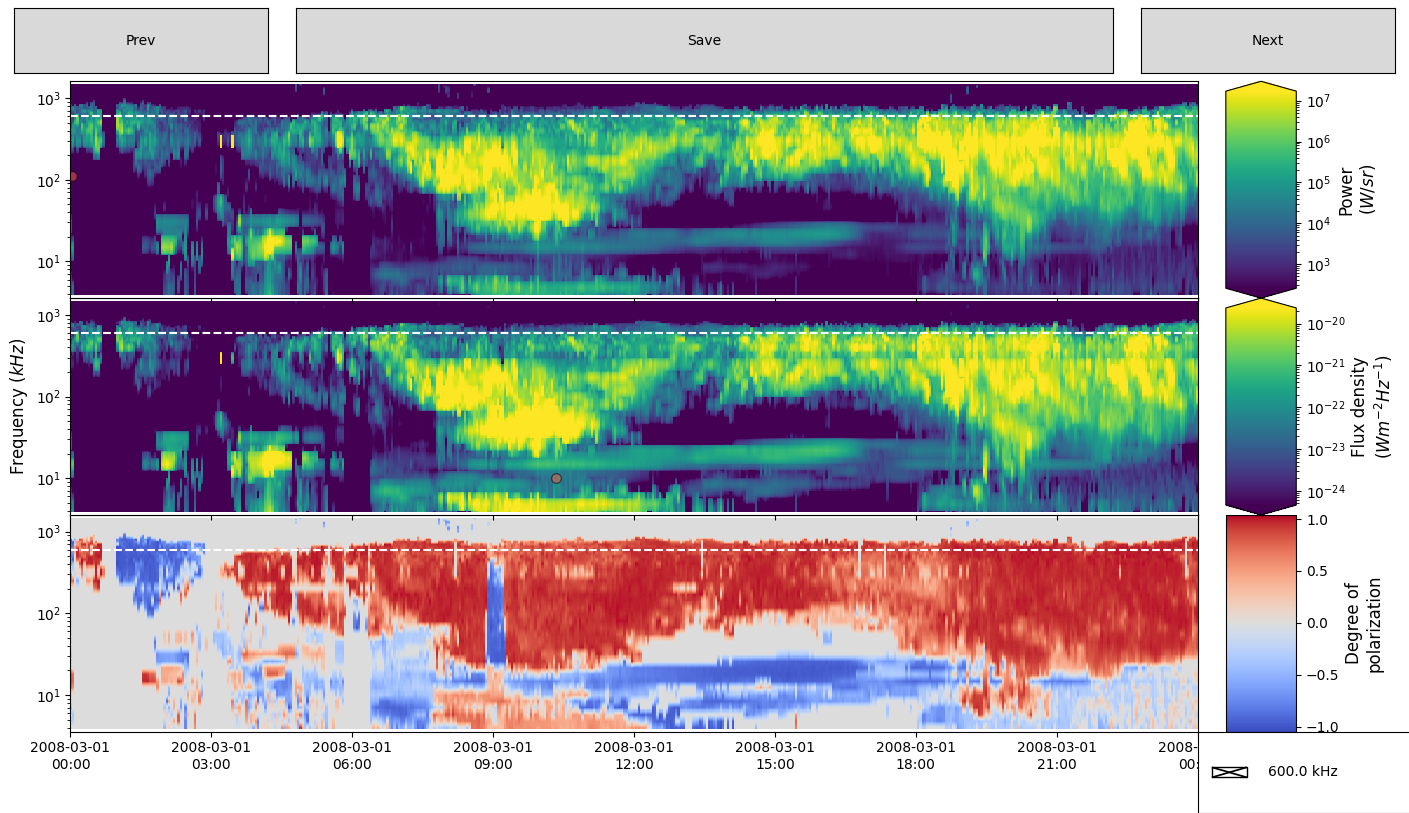 Prev
Save
Next
10³
10²
10¹
10⁷
10⁶
10⁵
10⁴
10³
Power
(W/sr)
Frequency (kHz)
10³
10²
10¹
10⁻²⁰
10⁻²¹
10⁻²²
10⁻²³
10⁻²⁴
Flux density
(Wm⁻²Hz⁻¹)
10³
10²
10¹
1.0
0.5
0.0
−0.5
−1.0
Degree of
polarization
2008-03-01 2008-03-01 2008-03-01 2008-03-01 2008-03-01 2008-03-01 2008-03-01 2008-03-01 2008-
00:00 03:00 06:00 09:00 12:00 15:00 18:00 21:00 00:
600.0 kHz